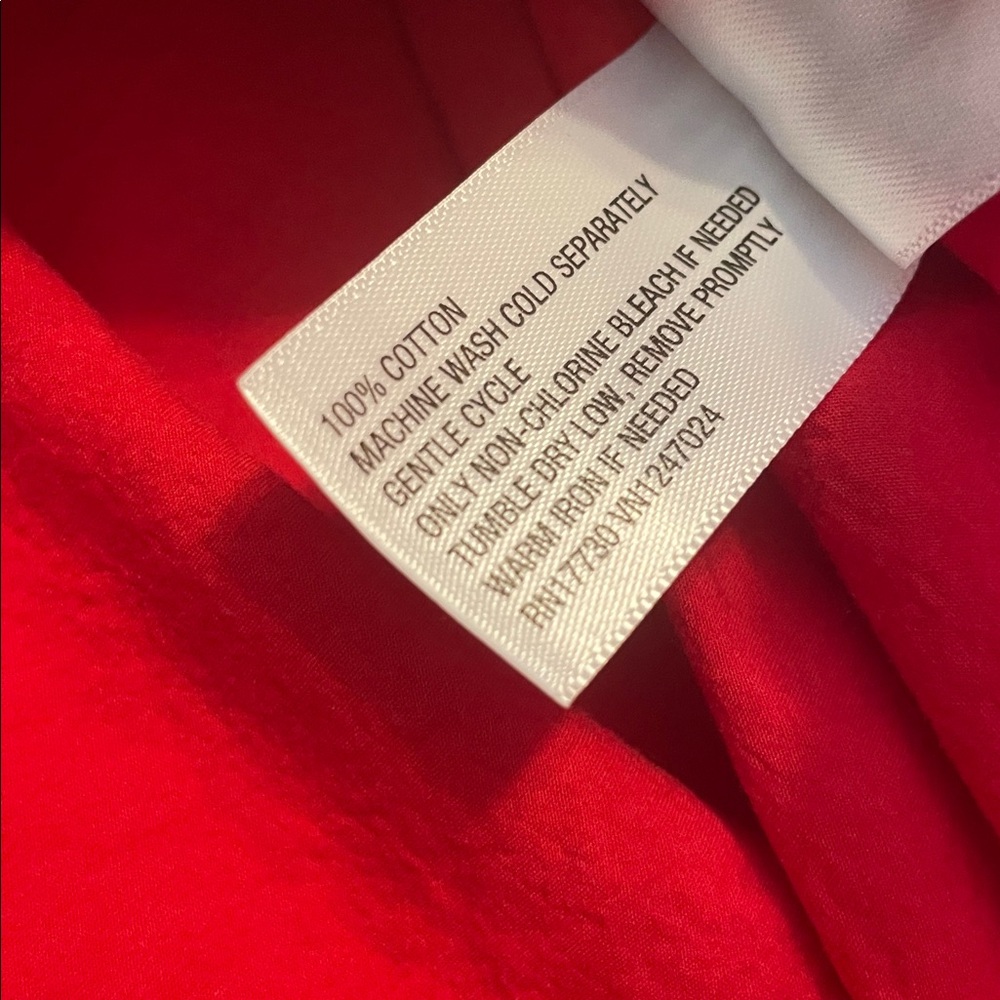 100% COTTON
MACHINE WASH COLD SEPARATELY
GENTLE CYCLE
ONLY NON-CHLORINE BLEACH IF NEEDED
TUMBLE DRY LOW, REMOVE PROMPTLY
WARM IRON IF NEEDED
RN17730 VN1247024